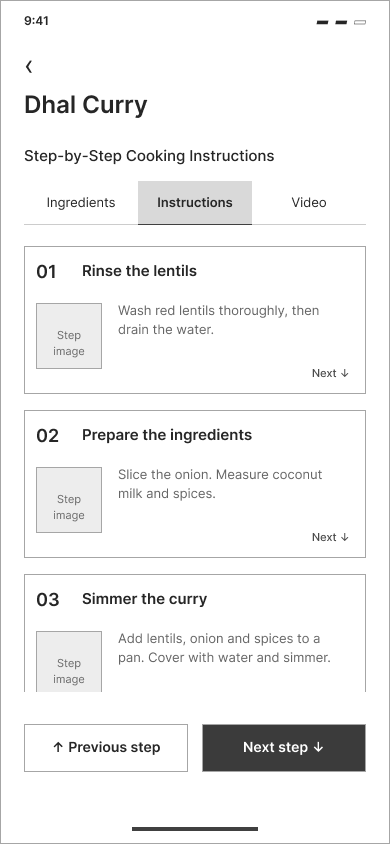 9:41
‹
Dhal Curry
Step-by-Step Cooking Instructions
Ingredients Instructions Video
01 Rinse the lentils
Step
image
Wash red lentils thoroughly, then
drain the water.
Next ↓
02 Prepare the ingredients
Step
image
Slice the onion. Measure coconut
milk and spices.
Next ↓
03 Simmer the curry
Step
image
Add lentils, onion and spices to a
pan. Cover with water and simmer.
↑ Previous step Next step ↓